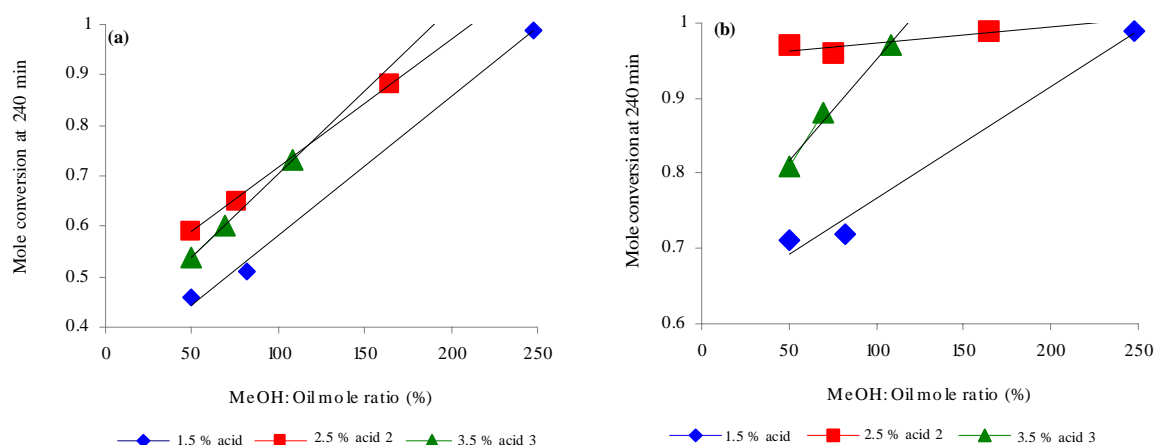 (a)
Mole conversion at 240 min
1
0.9
0.8
0.7
0.6
0.5
0.4
0 50 100 150 200 250
MeOH: Oil mole ratio (%)
1.5 % acid 2.5 % acid 2 3.5 % acid 3
(b)
Mole conversion at 240 min
1
0.9
0.8
0.7
0.6
0 50 100 150 200 250
MeOH: Oil mole ratio (%)
1.5 % acid 2.5 % acid 2 3.5 % acid 3